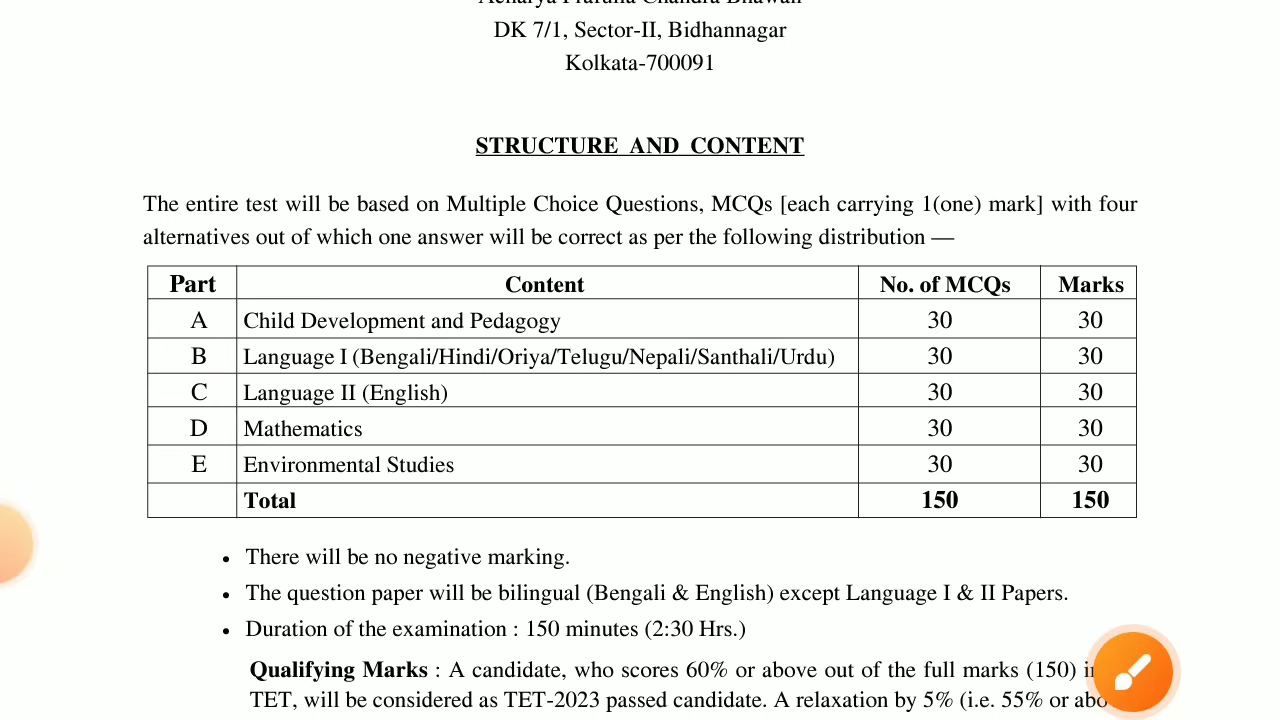 DK 7/1, Sector-II, Bidhannagar
Kolkata-700091
STRUCTURE AND CONTENT
The entire test will be based on Multiple Choice Questions, MCQs [each carrying 1(one) mark] with four
alternatives out of which one answer will be correct as per the following distribution —
Part Content No. of MCQs Marks
A Child Development and Pedagogy 30 30
B Language I (Bengali/Hindi/Oriya/Telugu/Nepali/Santhali/Urdu) 30 30
C Language II (English) 30 30
D Mathematics 30 30
E Environmental Studies 30 30
Total 150 150
• There will be no negative marking.
• The question paper will be bilingual (Bengali & English) except Language I & II Papers.
• Duration of the examination : 150 minutes (2:30 Hrs.)
Qualifying Marks : A candidate, who scores 60% or above out of the full marks (150)
TET, will be considered as TET-2023 passed candidate. A relaxation by 5% (i.e. 55% or